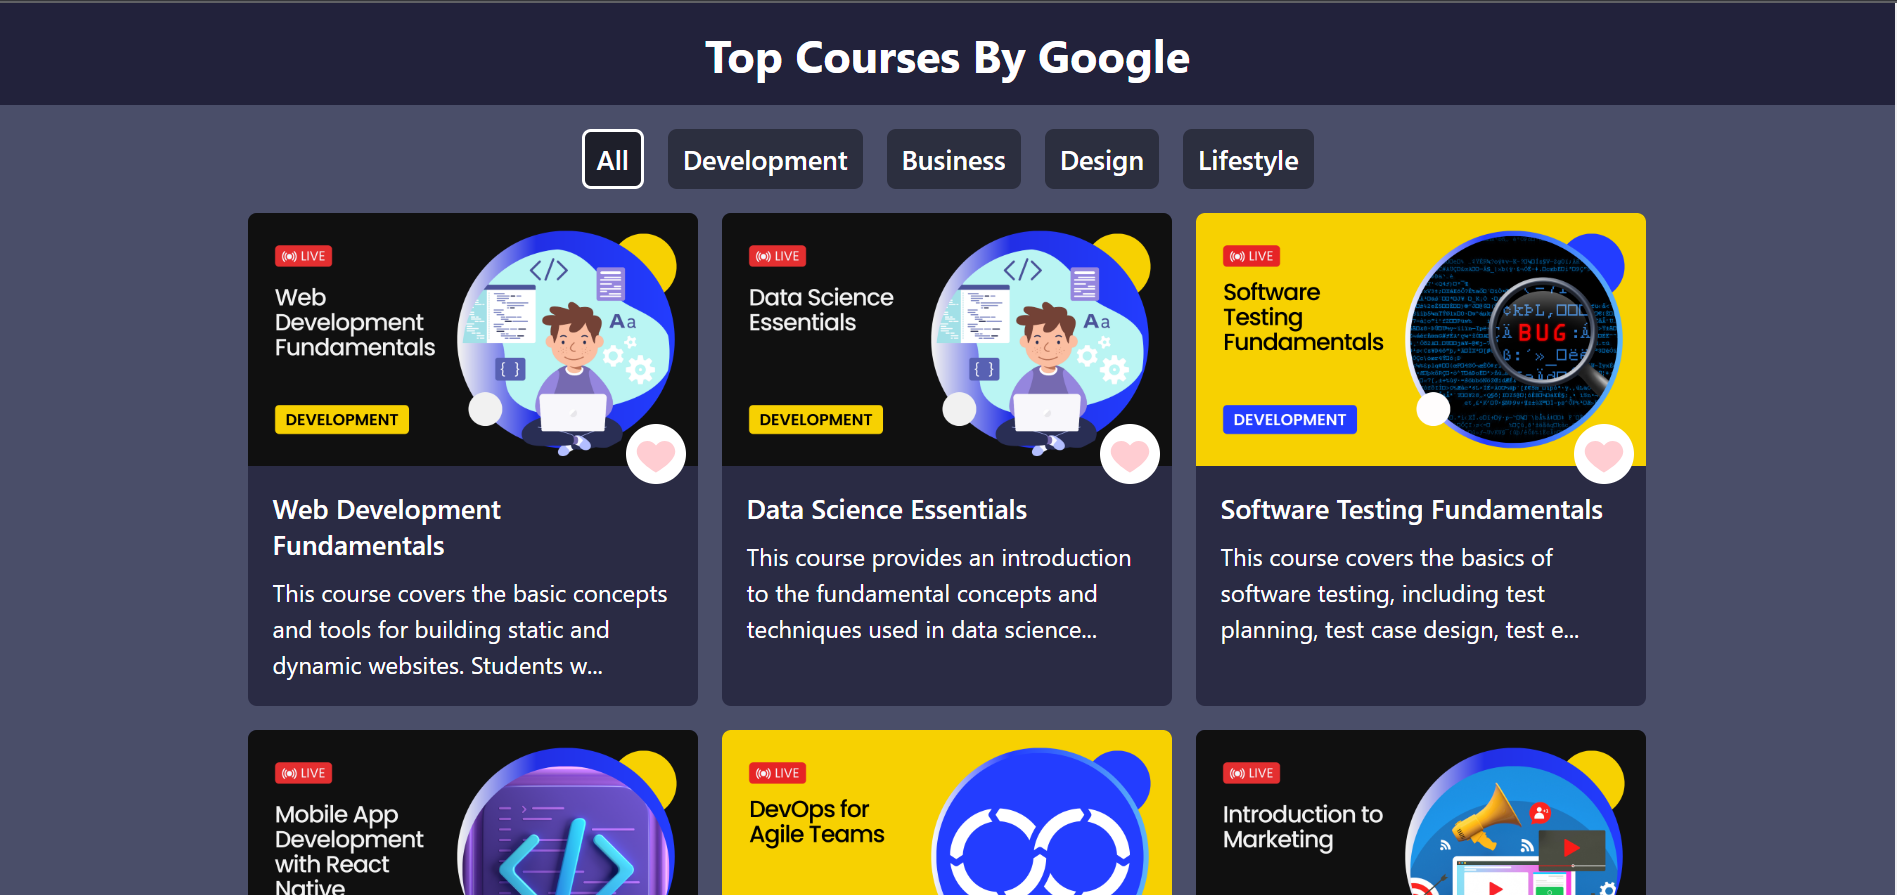 Top Courses By Google
All
Development
Business
Design
Lifestyle
LIVE
Web
Development
Fundamentals
</>
Aa
{ }
DEVELOPMENT
LIVE
Data Science
Essentials
</>
Aa
{ }
DEVELOPMENT
LIVE
Software
Testing
Fundamentals
BUG
DEVELOPMENT
Web Development
Fundamentals
This course covers the basic concepts
and tools for building static and
dynamic websites. Students w...
Data Science Essentials
This course provides an introduction
to the fundamental concepts and
techniques used in data science...
Software Testing Fundamentals
This course covers the basics of
software testing, including test
planning, test case design, test e...
LIVE
Mobile App
Development
with React
Native
</>
LIVE
DevOps for
Agile Teams
LIVE
Introduction to
Marketing